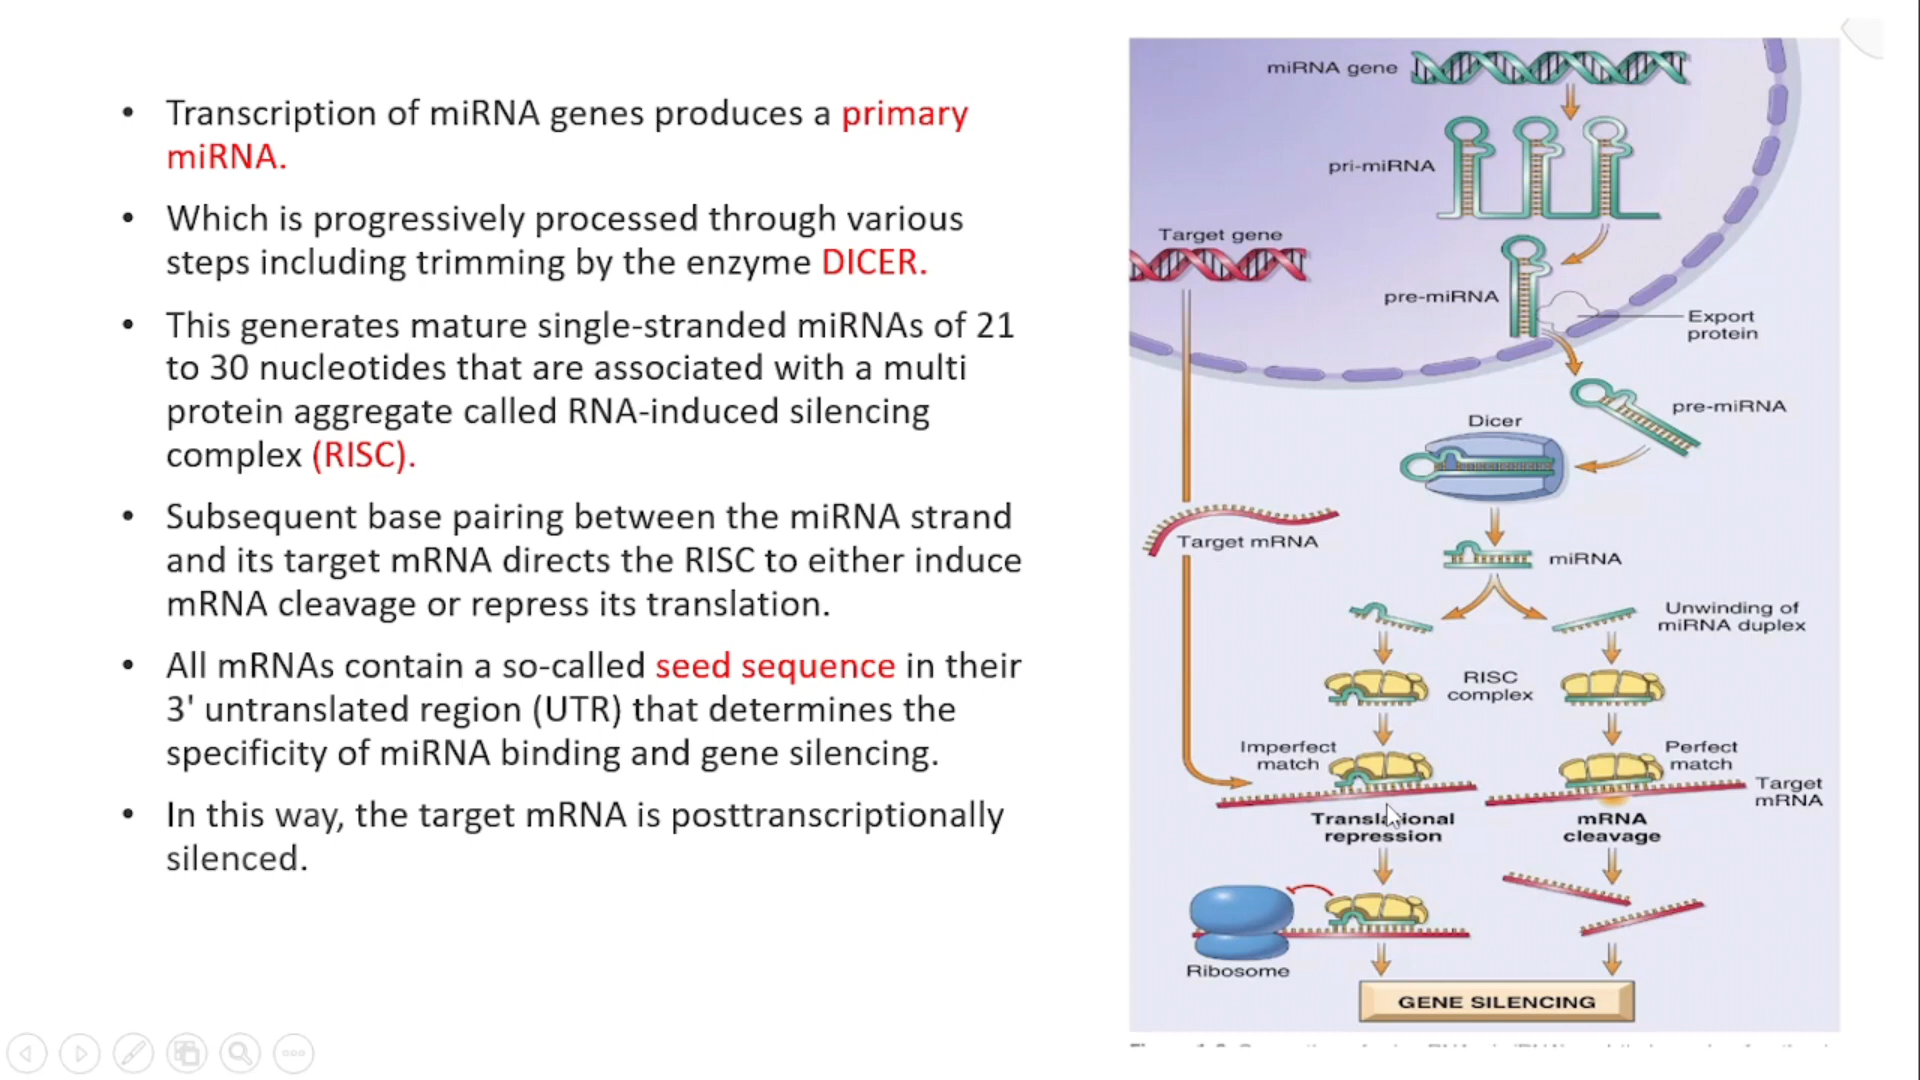 • Transcription of miRNA genes produces a primary
miRNA.
• Which is progressively processed through various
steps including trimming by the enzyme DICER.
• This generates mature single-stranded miRNAs of 21
to 30 nucleotides that are associated with a multi
protein aggregate called RNA-induced silencing
complex (RISC).
• Subsequent base pairing between the miRNA strand
and its target mRNA directs the RISC to either induce
mRNA cleavage or repress its translation.
• All mRNAs contain a so-called seed sequence in their
3' untranslated region (UTR) that determines the
specificity of miRNA binding and gene silencing.
• In this way, the target mRNA is posttranscriptionally
silenced.
miRNA gene
pri-miRNA
Target gene
pre-miRNA
Export
protein
pre-miRNA
Dicer
Target mRNA
miRNA
Unwinding of
miRNA duplex
RISC
complex
Imperfect
match
Perfect
match
Target
mRNA
Translational
repression
mRNA
cleavage
Ribosome
GENE SILENCING